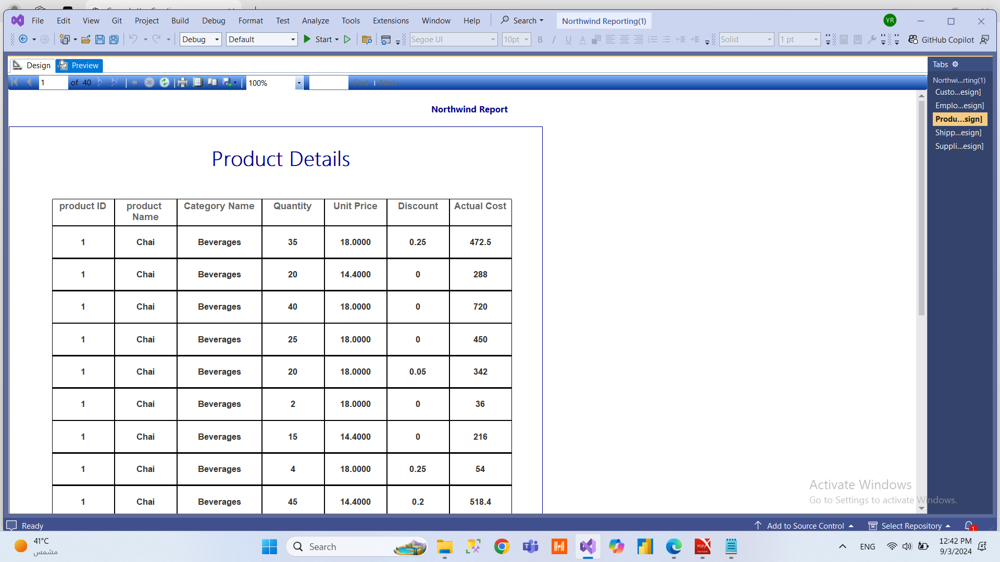 File Edit View Git Project Build Debug Format Test Analyze Tools Extensions Window Help Search Northwind Reporting(1) YR
Debug Default Start Segoe UI 10pt B I U A Solid 1 pt GitHub Copilot
Design Preview
Tabs
1 of 40 100% Find | Next
Northwi...rting(1)
Custo...esign]
Emplo...esign]
Produ...sign]
Shipp...esign]
Suppli...esign]
Northwind Report
Product Details
product ID product Name Category Name Quantity Unit Price Discount Actual Cost
1 Chai Beverages 35 18.0000 0.25 472.5
1 Chai Beverages 20 14.4000 0 288
1 Chai Beverages 40 18.0000 0 720
1 Chai Beverages 25 18.0000 0 450
1 Chai Beverages 20 18.0000 0.05 342
1 Chai Beverages 2 18.0000 0 36
1 Chai Beverages 15 14.4000 0 216
1 Chai Beverages 4 18.0000 0.25 54
1 Chai Beverages 45 14.4000 0.2 518.4
Activate Windows
Go to Settings to activate Windows.
Ready Add to Source Control Select Repository 1
41°C
مشمس
Search
PDF
ENG
12:42 PM
9/3/2024